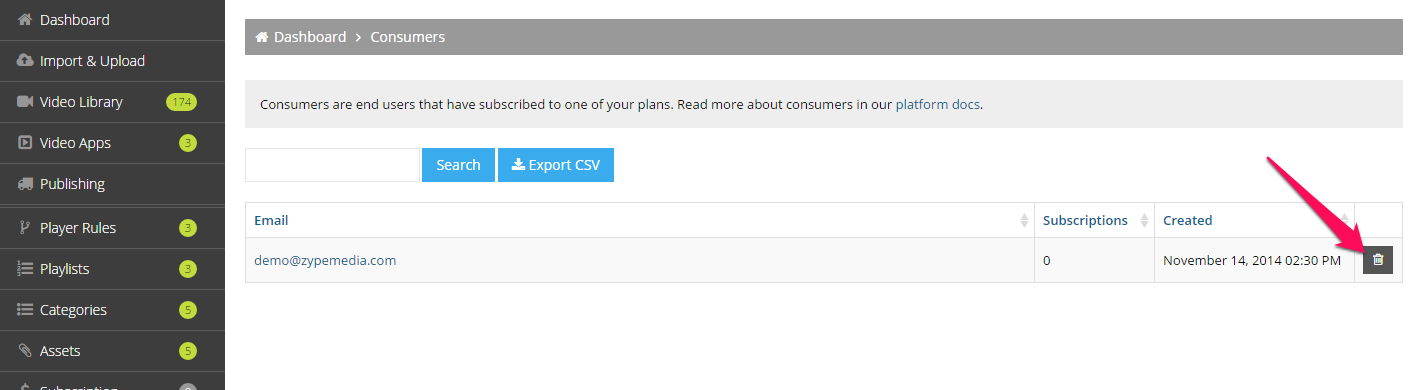 Dashboard
Import & Upload
Video Library 174
Video Apps 3
Publishing
Player Rules 3
Playlists 3
Categories 5
Assets 5
Subscription
Dashboard > Consumers
Consumers are end users that have subscribed to one of your plans. Read more about consumers in our platform docs.
Search Export CSV
Email Subscriptions Created
demo@zypemedia.com 0 November 14, 2014 02:30 PM